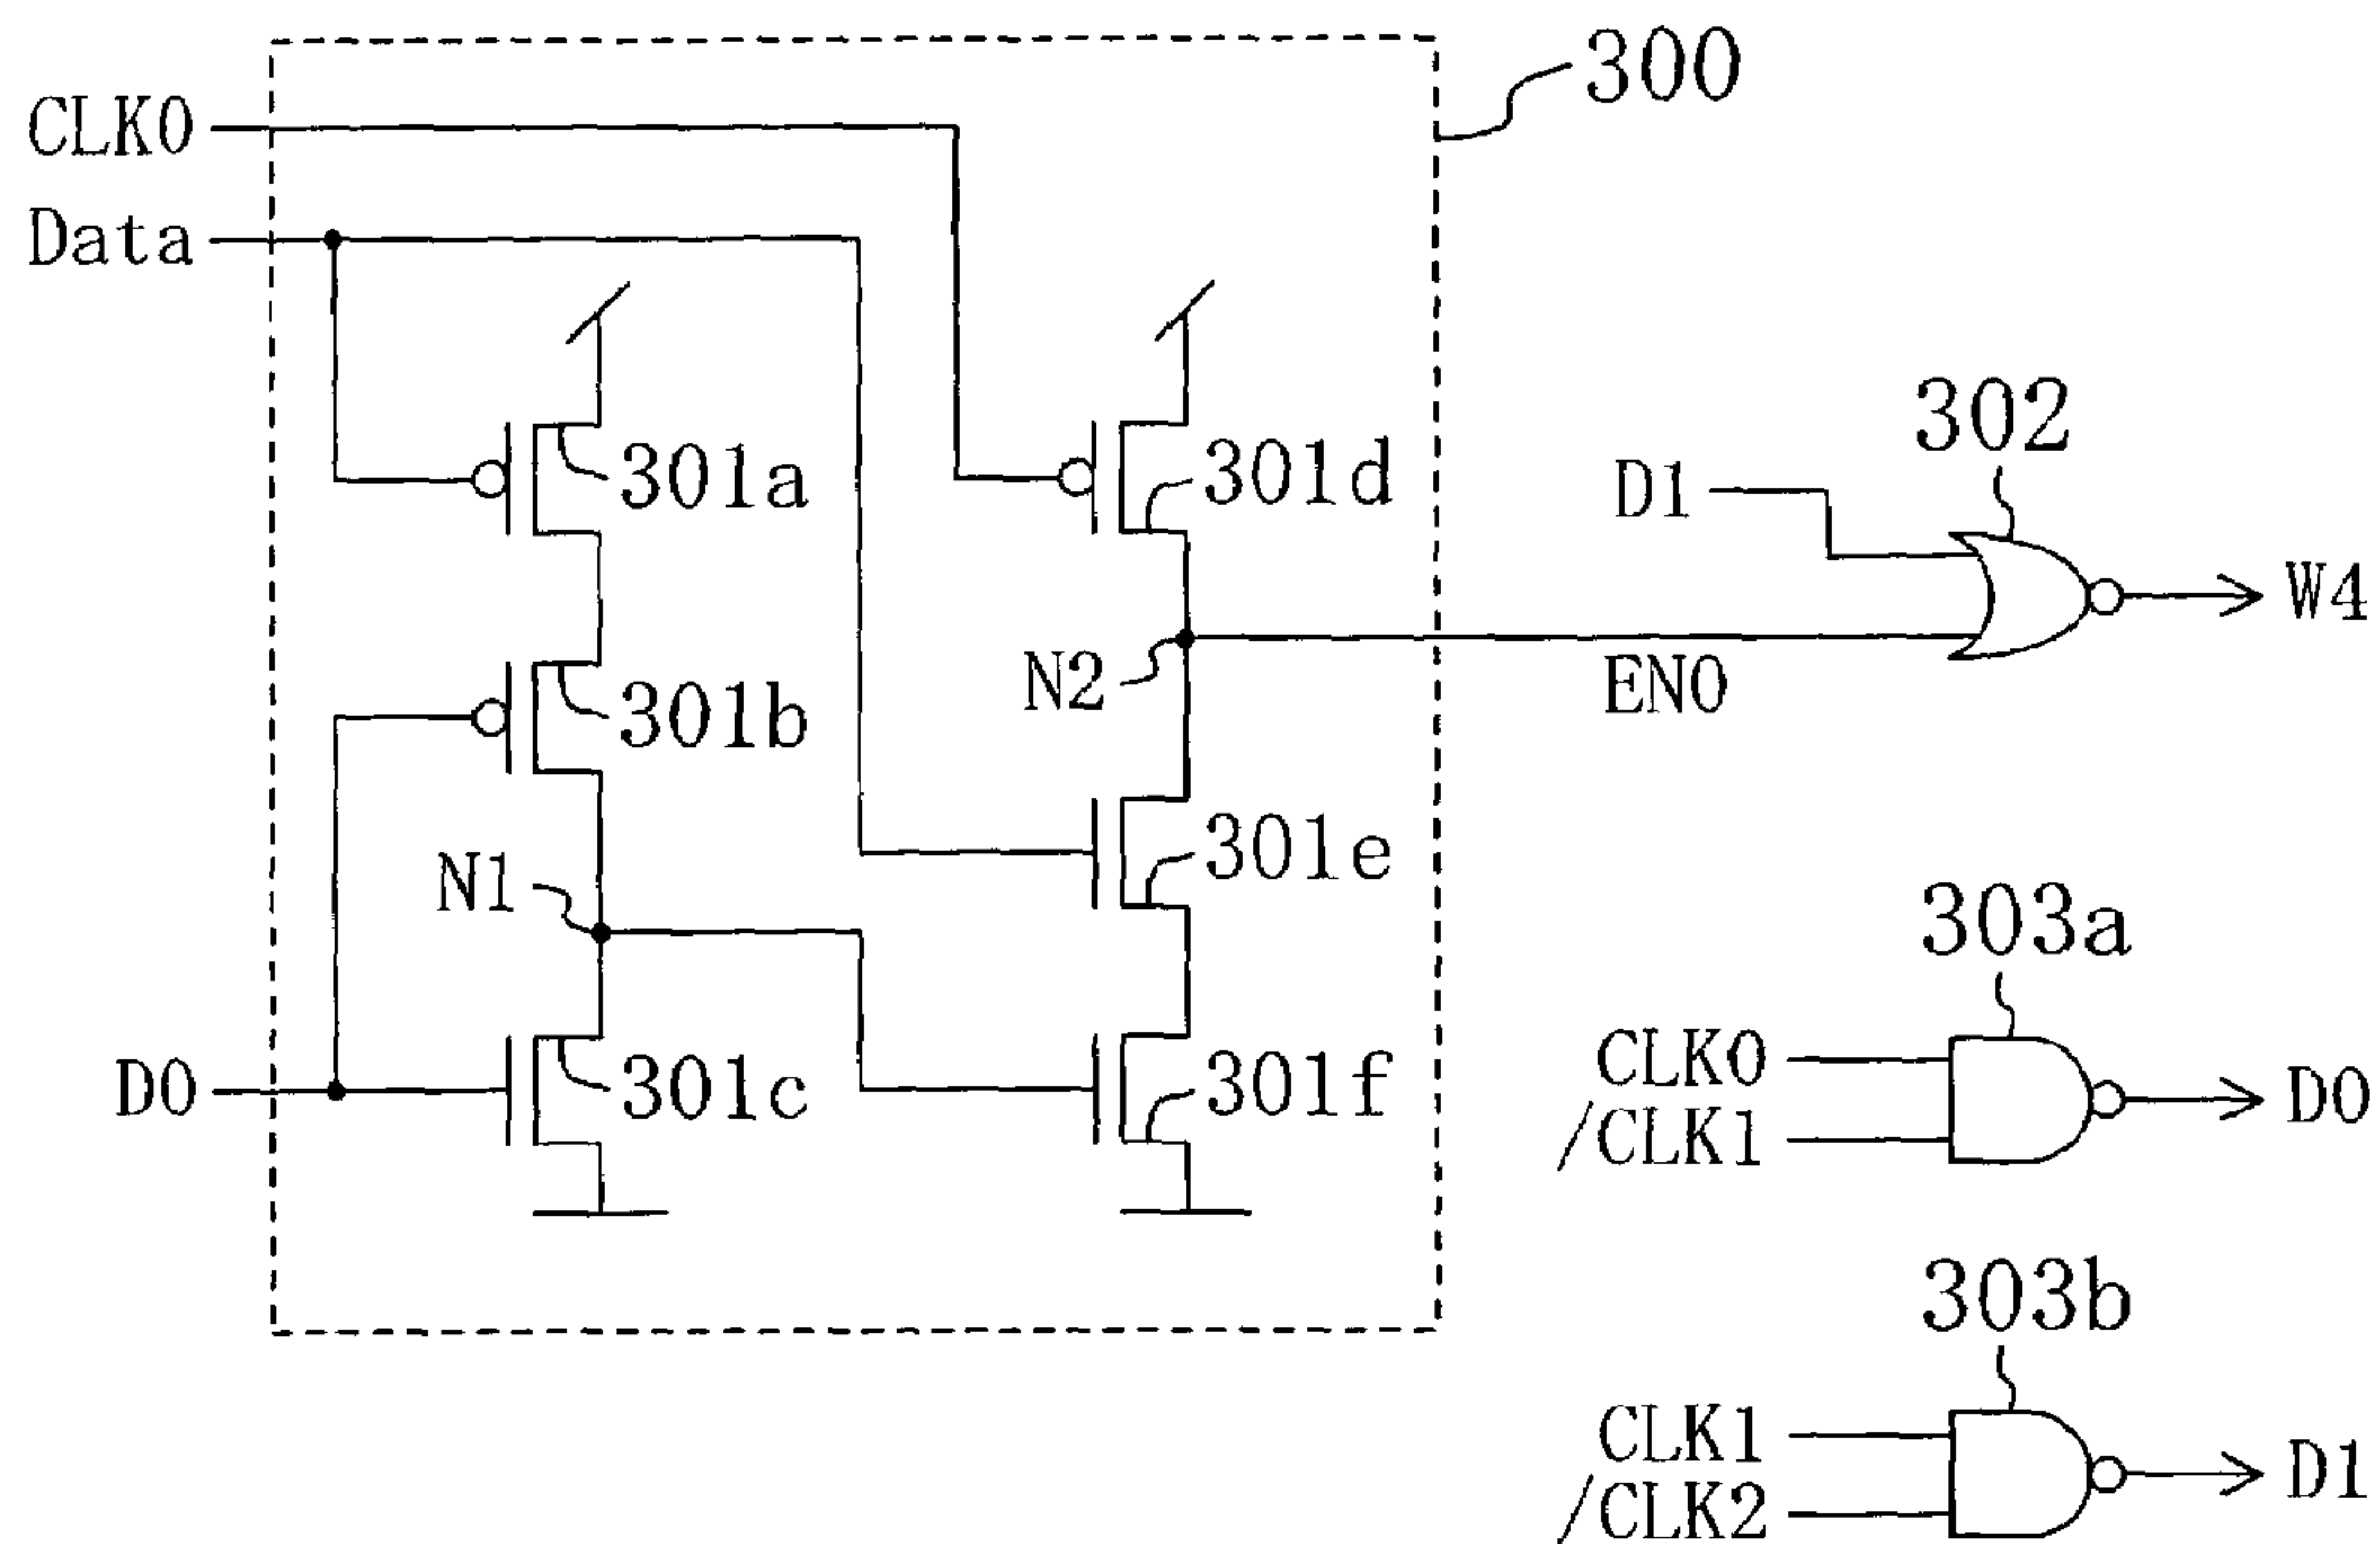 300
CLK0
Data
301a
301d
302
D1
W4
N2
EN0
301b
N1
301e
303a
D0
301c
301f
CLK0
/CLK1
D0
303b
CLK1
/CLK2
D1